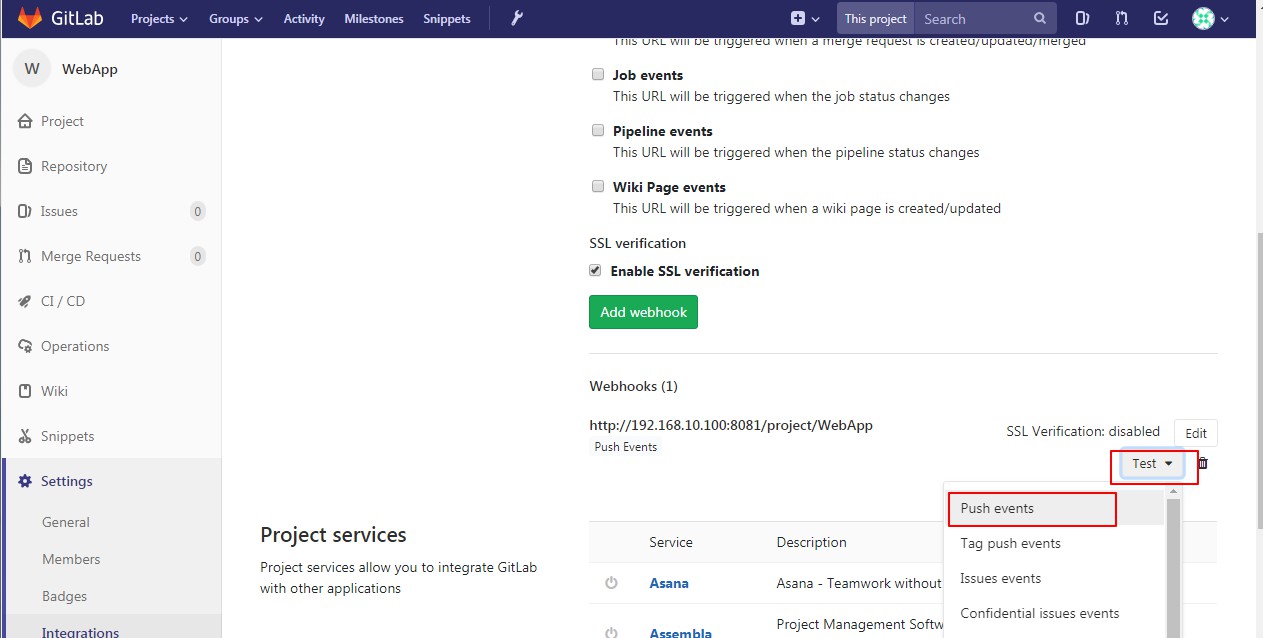 GitLab Projects Groups Activity Milestones Snippets This project Search
W WebApp
Project
Repository
Issues 0
Merge Requests 0
CI / CD
Operations
Wiki
Snippets
Settings
General
Members
Badges
Integrations
This URL will be triggered when a merge request is created/updated/merged
Job events
This URL will be triggered when the job status changes
Pipeline events
This URL will be triggered when the pipeline status changes
Wiki Page events
This URL will be triggered when a wiki page is created/updated
SSL verification
Enable SSL verification
Add webhook
Webhooks (1)
http://192.168.10.100:8081/project/WebApp
Push Events
SSL Verification: disabled Edit
Test
Push events
Tag push events
Issues events
Confidential issues events
Project services
Project services allow you to integrate GitLab
with other applications
Service Description
Asana Asana - Teamwork without
Assembla Project Management Softw